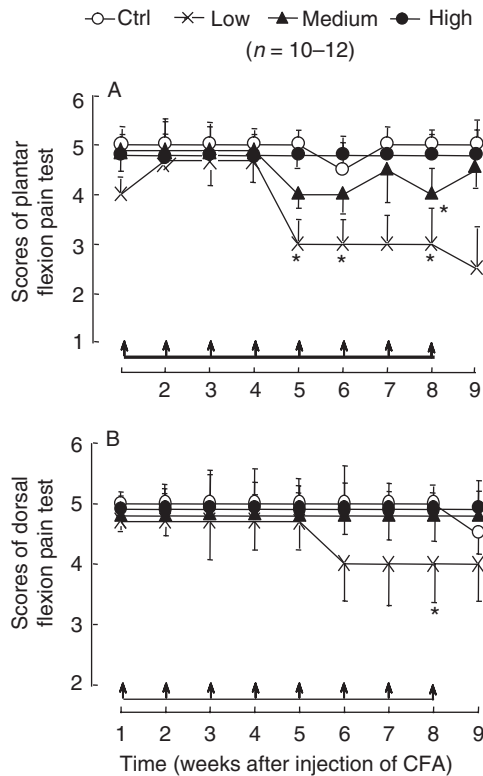 Ctrl Low Medium High
(n = 10–12)
A
6
5
4
3
2
1
Scores of plantar
flexion pain test
* * * *
2 3 4 5 6 7 8 9
B
6
5
4
3
2
Scores of dorsal
flexion pain test
*
1 2 3 4 5 6 7 8 9
Time (weeks after injection of CFA)